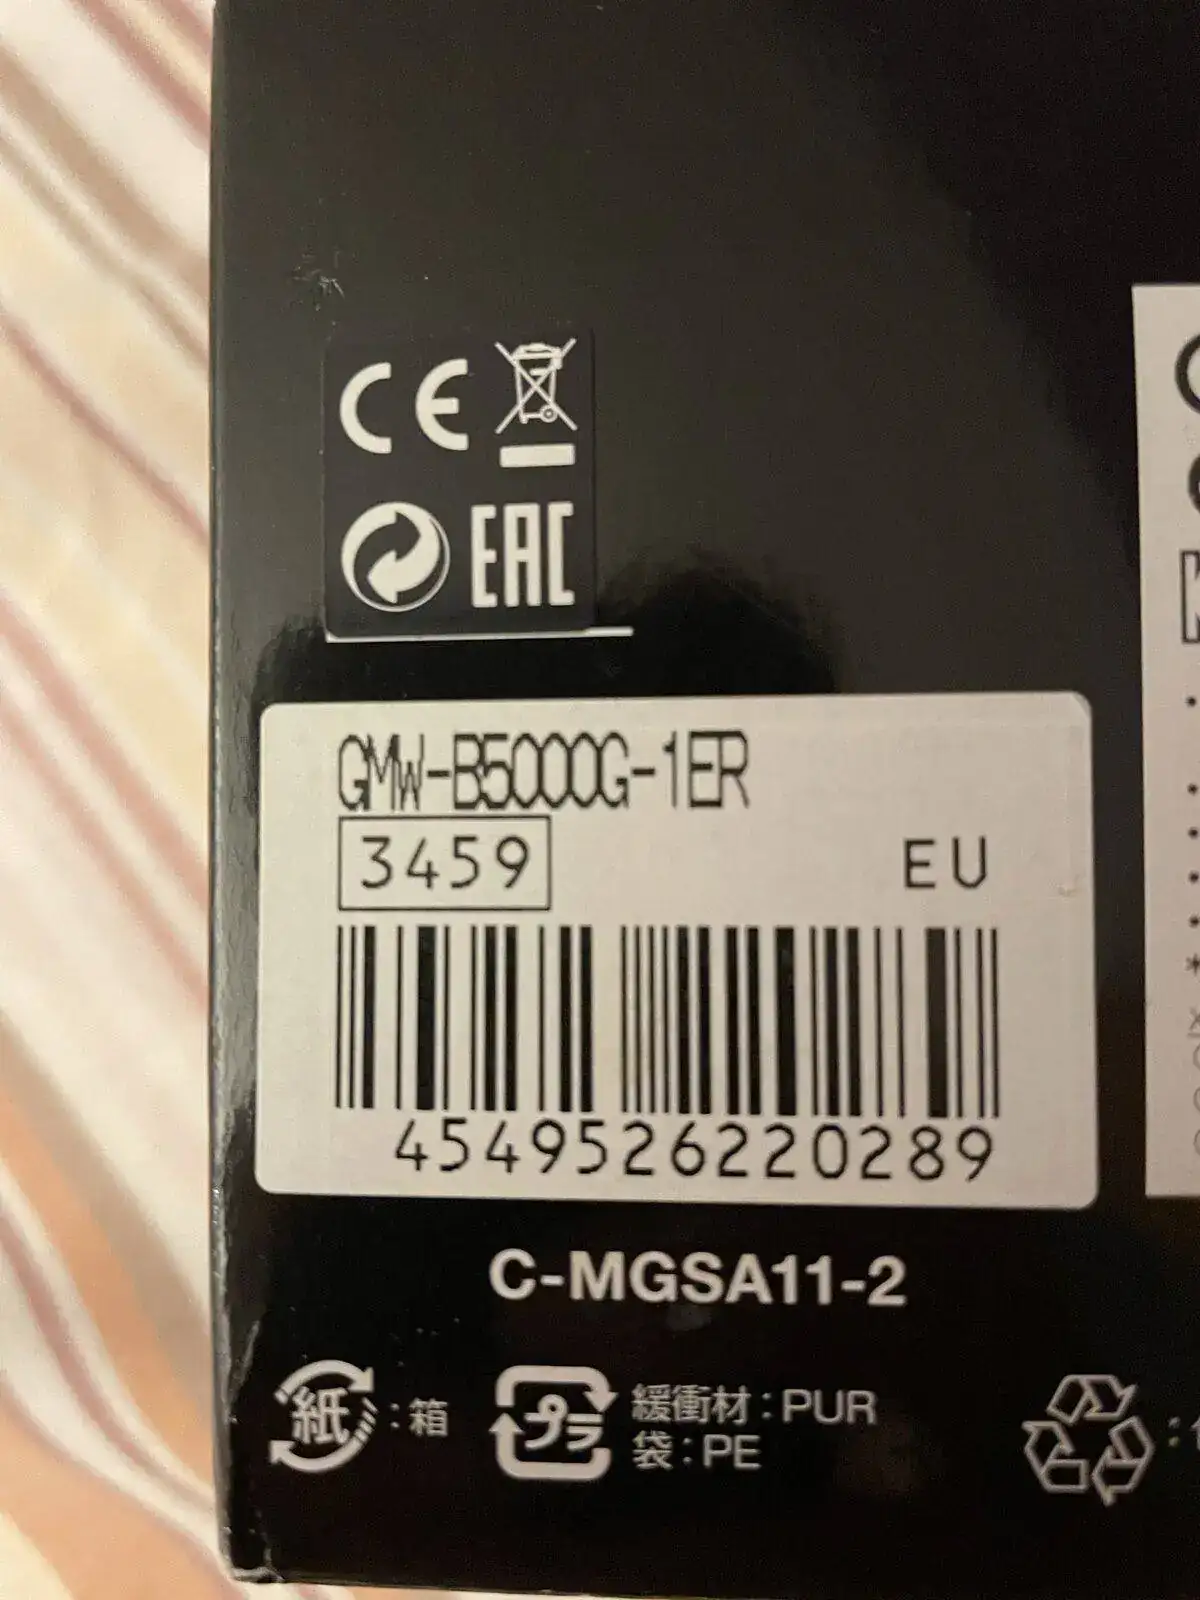 CE
EAC
GMW-B5000G-1ER
3459
EU
4549526220289
C-MGSA11-2
紙:箱
プラ 緩衝材:PUR
袋:PE